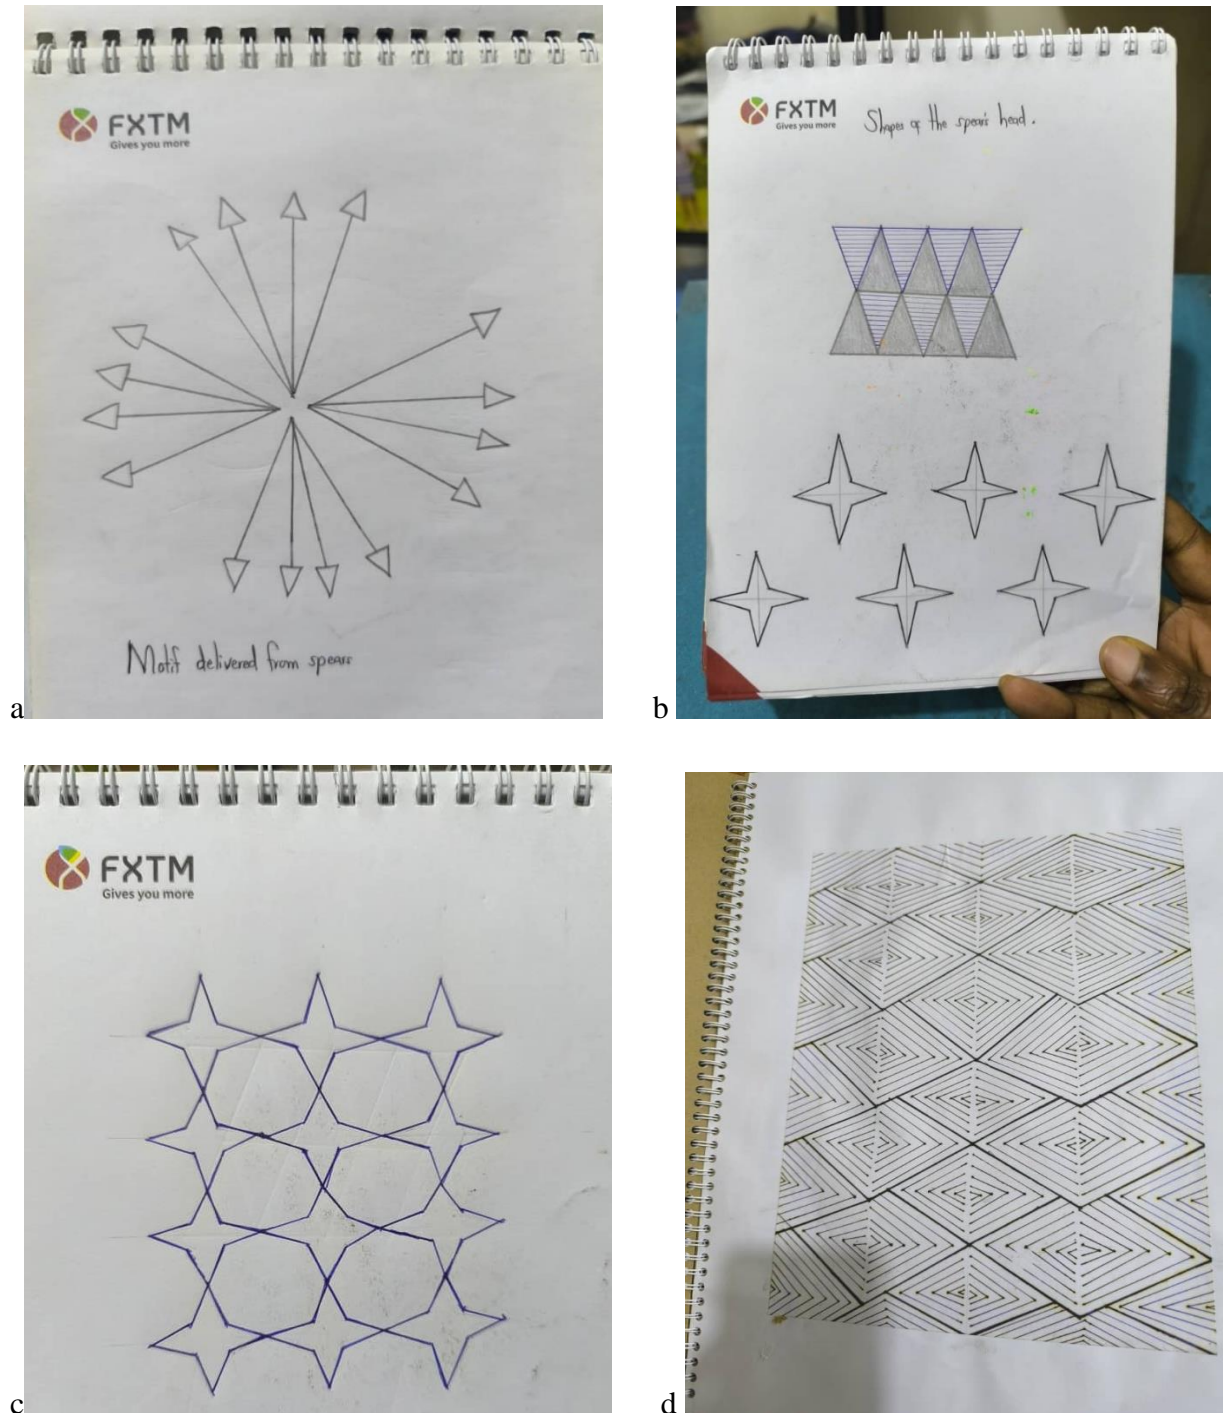 FXTM
Gives you more
Motif delivered from spears
a
FXTM
Gives you more
Shapes of the spear's head.
b
FXTM
Gives you more
c
d